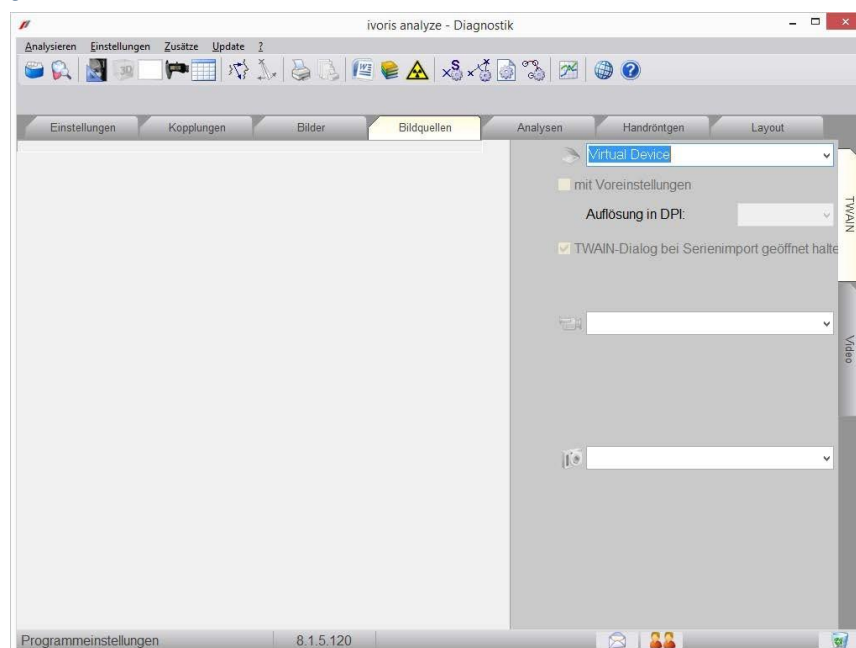 ivoris analyze - Diagnostik
Analysieren Einstellungen Zusätze Update ?
Einstellungen Kopplungen Bilder Bildquellen Analysen Handröntgen Layout
Virtual Device
mit Voreinstellungen
Auflösung in DPI:
TWAIN-Dialog bei Serienimport geöffnet halte
TWAIN
Video
Programmeinstellungen 8.1.5.120